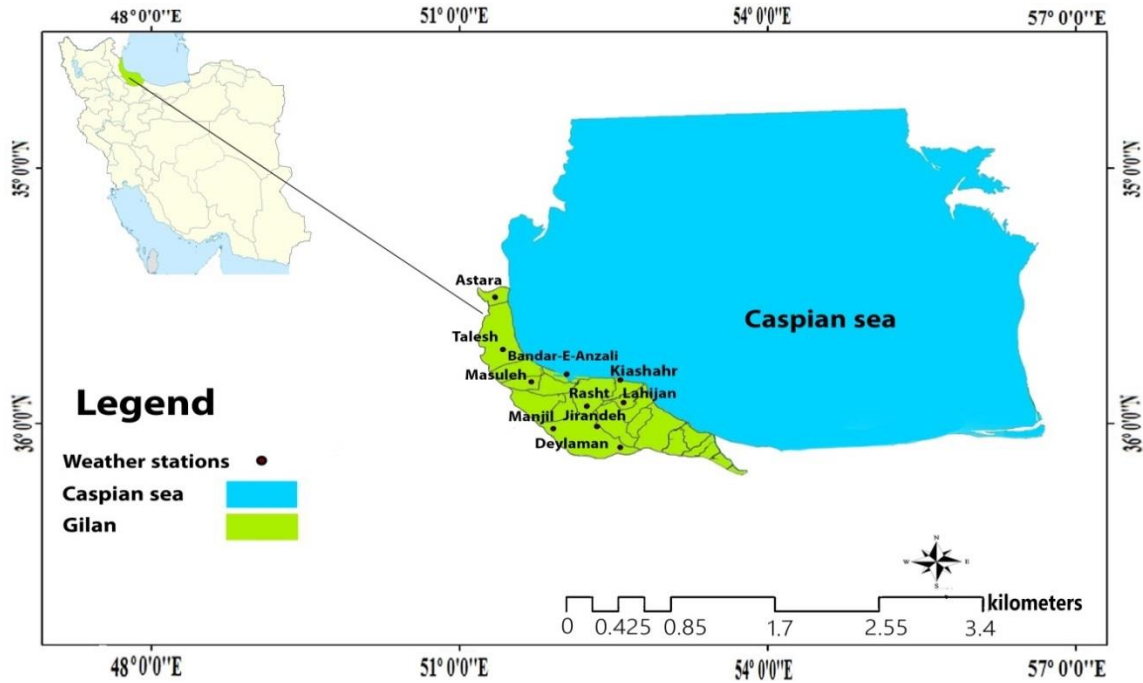 48°0'0"E
51°0'0"E
54°0'0"E
57°0'0"E
35°0'0"N
35°0'0"N
Astara
Caspian sea
Talesh
Bandar-E-Anzali
Masuleh
Kiashahr
Rasht
Lahijan
Manjil
Jirandeh
Deylaman
36°0'0"N
36°0'0"N
Legend
Weather stations
Caspian sea
Gilan
N
W
E
S
kilometers
0 0.425 0.85 1.7 2.55 3.4
48°0'0"E
51°0'0"E
54°0'0"E
57°0'0"E